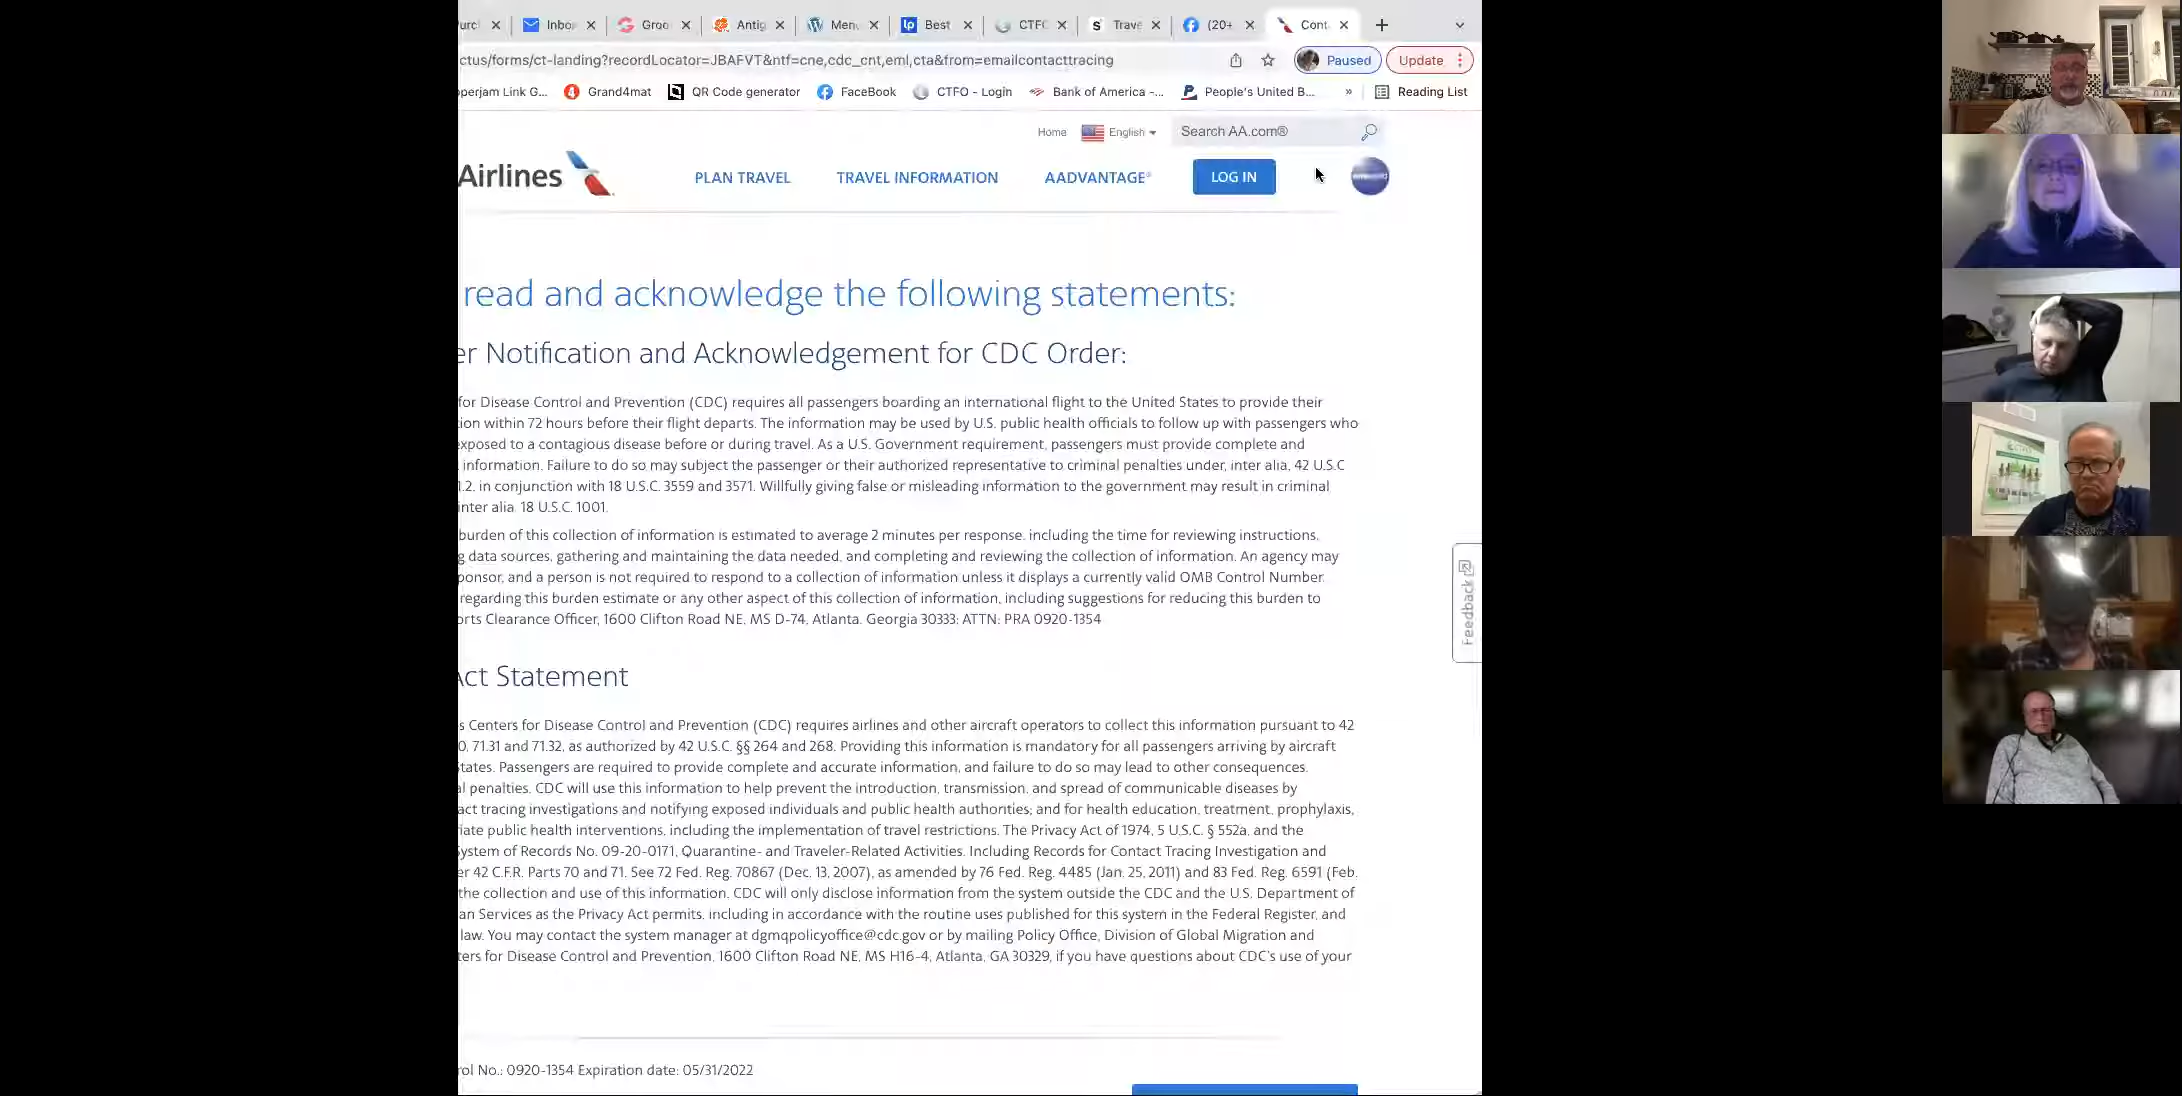 Purcl
Inbo
Groo
Antig
Men
lp
Best
CTFC
s
Trave
(20+
Cont
ctus/forms/ct-landing?recordLocator=JBAFVT&ntf=cne,cdc_cnt,eml,cta&from=emailcontacttracing
Paused
Update
perjam Link G...
Grand4mat
QR Code generator
FaceBook
CTFO - Login
Bank of America -...
People's United B...
»
Reading List
Home
English
Search AA.com®
Airlines
PLAN TRAVEL
TRAVEL INFORMATION
AADVANTAGE®
LOG IN
read and acknowledge the following statements:
er Notification and Acknowledgement for CDC Order:
for Disease Control and Prevention (CDC) requires all passengers boarding an international flight to the United States to provide their
ion within 72 hours before their flight departs. The information may be used by U.S. public health officials to follow up with passengers who
exposed to a contagious disease before or during travel. As a U.S. Government requirement, passengers must provide complete and
information. Failure to do so may subject the passenger or their authorized representative to criminal penalties under, inter alia, 42 U.S.C
1.2. in conjunction with 18 U.S.C. 3559 and 3571. Willfully giving false or misleading information to the government may result in criminal
inter alia, 18 U.S.C. 1001.
burden of this collection of information is estimated to average 2 minutes per response, including the time for reviewing instructions,
g data sources, gathering and maintaining the data needed, and completing and reviewing the collection of information. An agency may
ponsor, and a person is not required to respond to a collection of information unless it displays a currently valid OMB Control Number.
regarding this burden estimate or any other aspect of this collection of information, including suggestions for reducing this burden to
orts Clearance Officer, 1600 Clifton Road NE, MS D-74, Atlanta, Georgia 30333; ATTN: PRA 0920-1354
Feedback
Act Statement
s Centers for Disease Control and Prevention (CDC) requires airlines and other aircraft operators to collect this information pursuant to 42
0, 71.31 and 71.32, as authorized by 42 U.S.C. §§ 264 and 268. Providing this information is mandatory for all passengers arriving by aircraft
States. Passengers are required to provide complete and accurate information, and failure to do so may lead to other consequences,
al penalties. CDC will use this information to help prevent the introduction, transmission, and spread of communicable diseases by
act tracing investigations and notifying exposed individuals and public health authorities; and for health education, treatment, prophylaxis,
iate public health interventions, including the implementation of travel restrictions. The Privacy Act of 1974, 5 U.S.C. § 552a, and the
System of Records No. 09-20-0171, Quarantine- and Traveler-Related Activities, Including Records for Contact Tracing Investigation and
er 42 C.F.R. Parts 70 and 71. See 72 Fed. Reg. 70867 (Dec. 13, 2007), as amended by 76 Fed. Reg. 4485 (Jan. 25, 2011) and 83 Fed. Reg. 6591 (Feb.
the collection and use of this information. CDC will only disclose information from the system outside the CDC and the U.S. Department of
an Services as the Privacy Act permits, including in accordance with the routine uses published for this system in the Federal Register, and
law. You may contact the system manager at dgmqpolicyoffice@cdc.gov or by mailing Policy Office, Division of Global Migration and
ters for Disease Control and Prevention, 1600 Clifton Road NE, MS H16-4, Atlanta, GA 30329, if you have questions about CDC's use of your
rol No.: 0920-1354 Expiration date: 05/31/2022